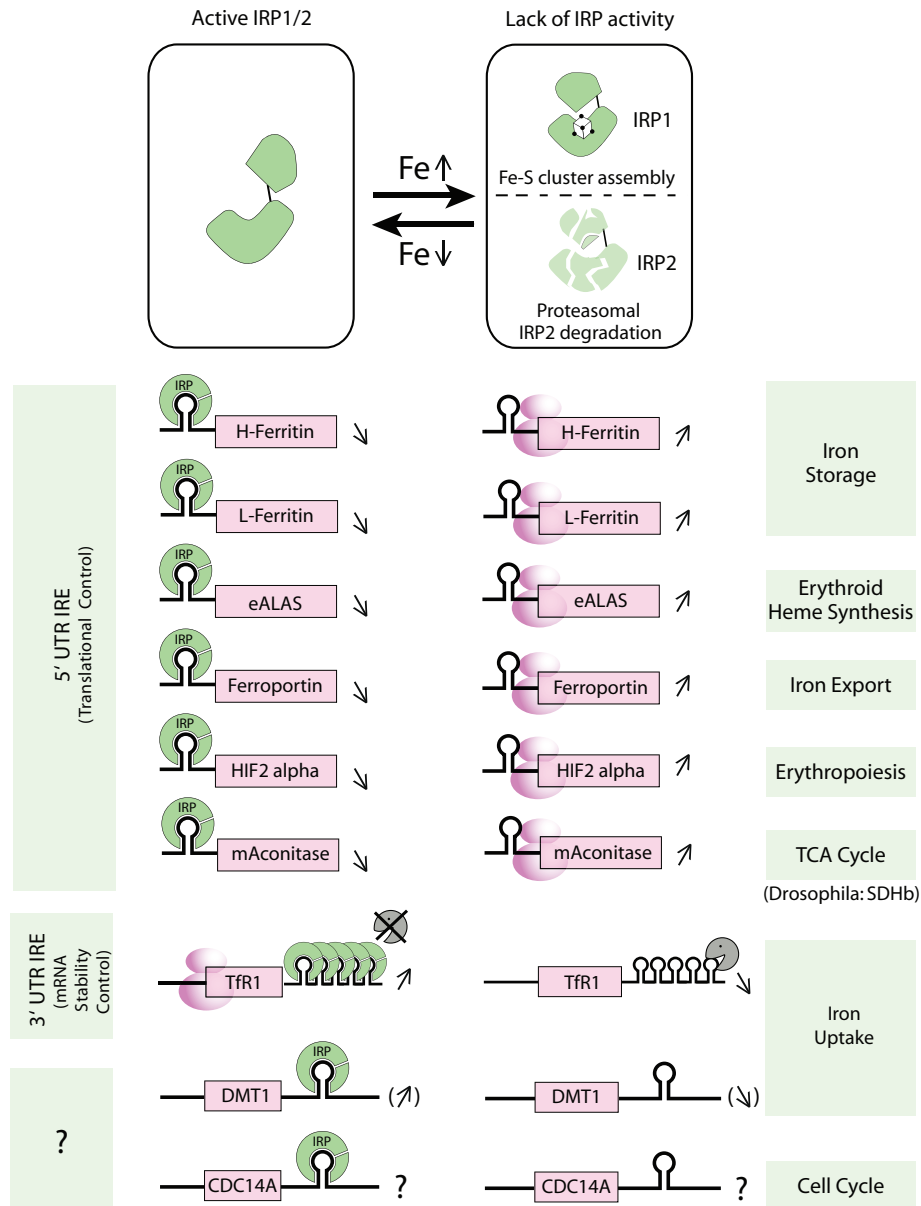 Active IRP1/2
Lack of IRP activity
Fe ↑
Fe ↓
IRP1
Fe-S cluster assembly
IRP2
Proteasomal
IRP2 degradation
5' UTR IRE
(Translational Control)
IRP
H-Ferritin ↘
H-Ferritin ↗
Iron
Storage
IRP
L-Ferritin ↘
L-Ferritin ↗
IRP
eALAS ↘
eALAS ↗
Erythroid
Heme Synthesis
IRP
Ferroportin ↘
Ferroportin ↗
Iron Export
IRP
HIF2 alpha ↘
HIF2 alpha ↗
Erythropoiesis
IRP
mAconitase ↘
mAconitase ↗
TCA Cycle
(Drosophila: SDHb)
3' UTR IRE
(mRNA
Stability
Control)
TfR1 ↗
TfR1 ↘
Iron
Uptake
?
IRP
DMT1 (↗)
DMT1 (↘)
IRP
CDC14A ?
CDC14A ?
Cell Cycle